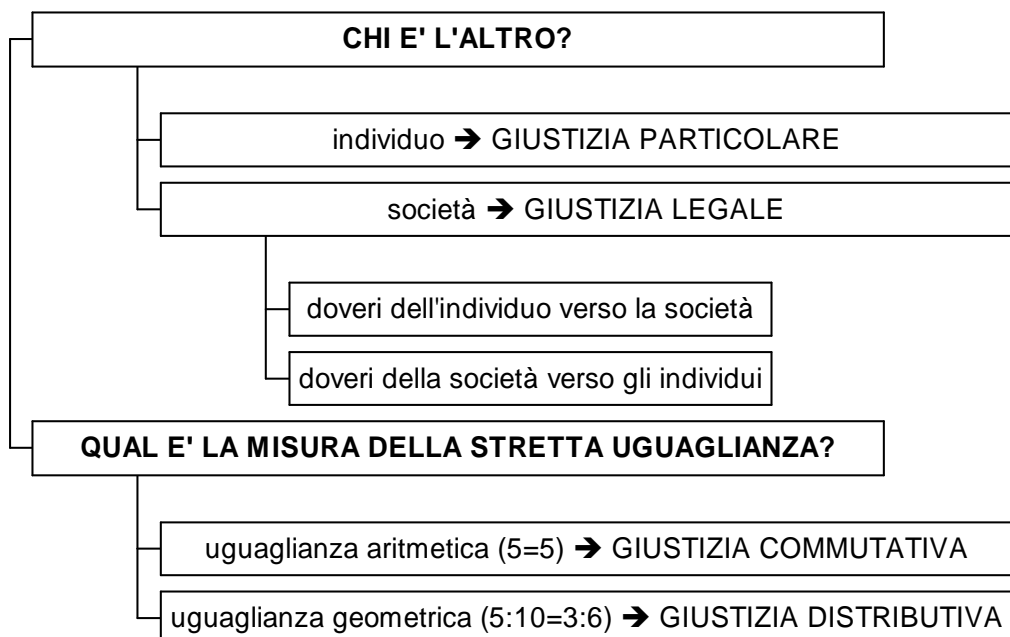 CHI E' L'ALTRO?
individuo ➔ GIUSTIZIA PARTICOLARE
società ➔ GIUSTIZIA LEGALE
doveri dell'individuo verso la società
doveri della società verso gli individui
QUAL E' LA MISURA DELLA STRETTA UGUAGLIANZA?
uguaglianza aritmetica (5=5) ➔ GIUSTIZIA COMMUTATIVA
uguaglianza geometrica (5:10=3:6) ➔ GIUSTIZIA DISTRIBUTIVA